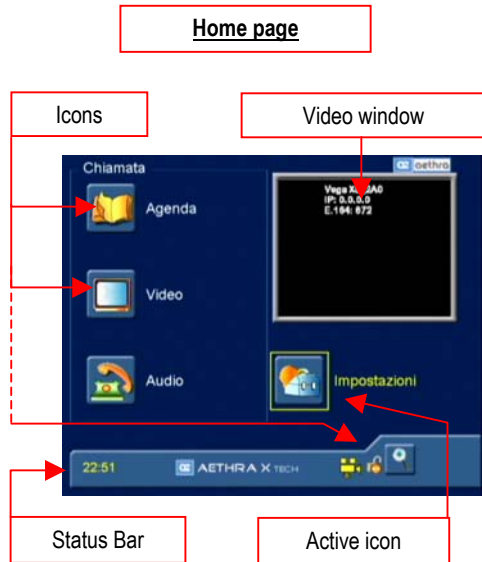 Home page
Icons
Video window
Chiamata
aethra
Agenda
IP: 0.0.0.0
E.164: 672
Video
Audio
Impostazioni
22:51
AETHRA X TECH
Status Bar
Active icon